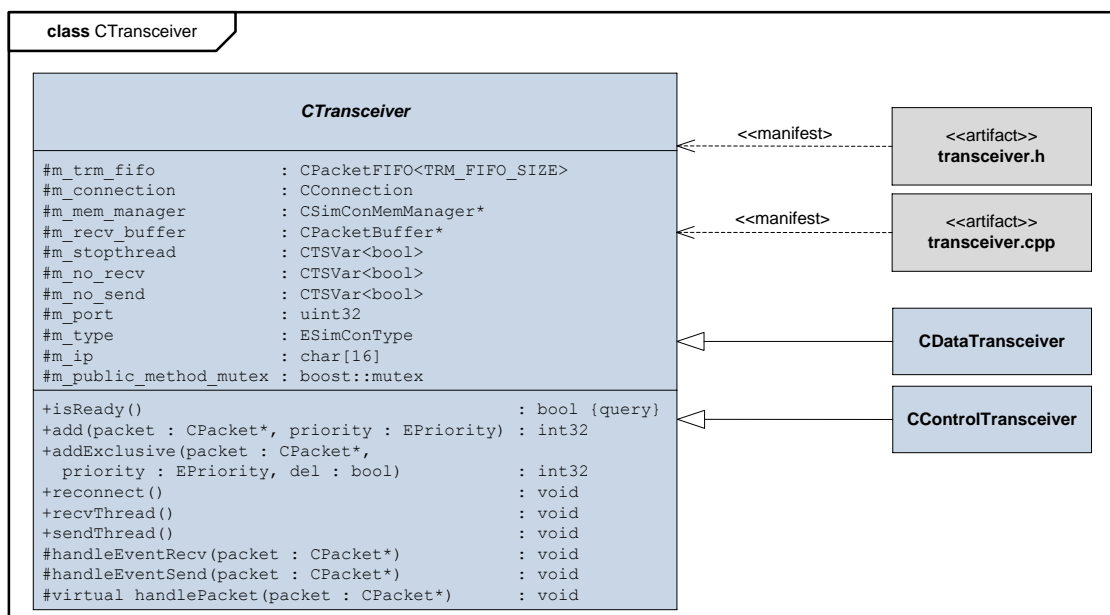 class CTransceiver
CTransceiver
#m_trm_fifo : CPacketFIFO<TRM_FIFO_SIZE>
#m_connection : CConnection
#m_mem_manager : CSimConMemManager*
#m_recv_buffer : CPacketBuffer*
#m_stopthread : CTSVar<bool>
#m_no_recv : CTSVar<bool>
#m_no_send : CTSVar<bool>
#m_port : uint32
#m_type : ESimConType
#m_ip : char[16]
#m_public_method_mutex : boost::mutex
+isReady() : bool {query}
+add(packet : CPacket*, priority : EPriority) : int32
+addExclusive(packet : CPacket*,
priority : EPriority, del : bool) : int32
+reconnect() : void
+recvThread() : void
+sendThread() : void
#handleEventRecv(packet : CPacket*) : void
#handleEventSend(packet : CPacket*) : void
#virtual handlePacket(packet : CPacket*) : void
<<manifest>
<<artifact>>
transceiver.h
<<manifest>
<<artifact>>
transceiver.cpp
CDataTransceiver
CControlTransceiver